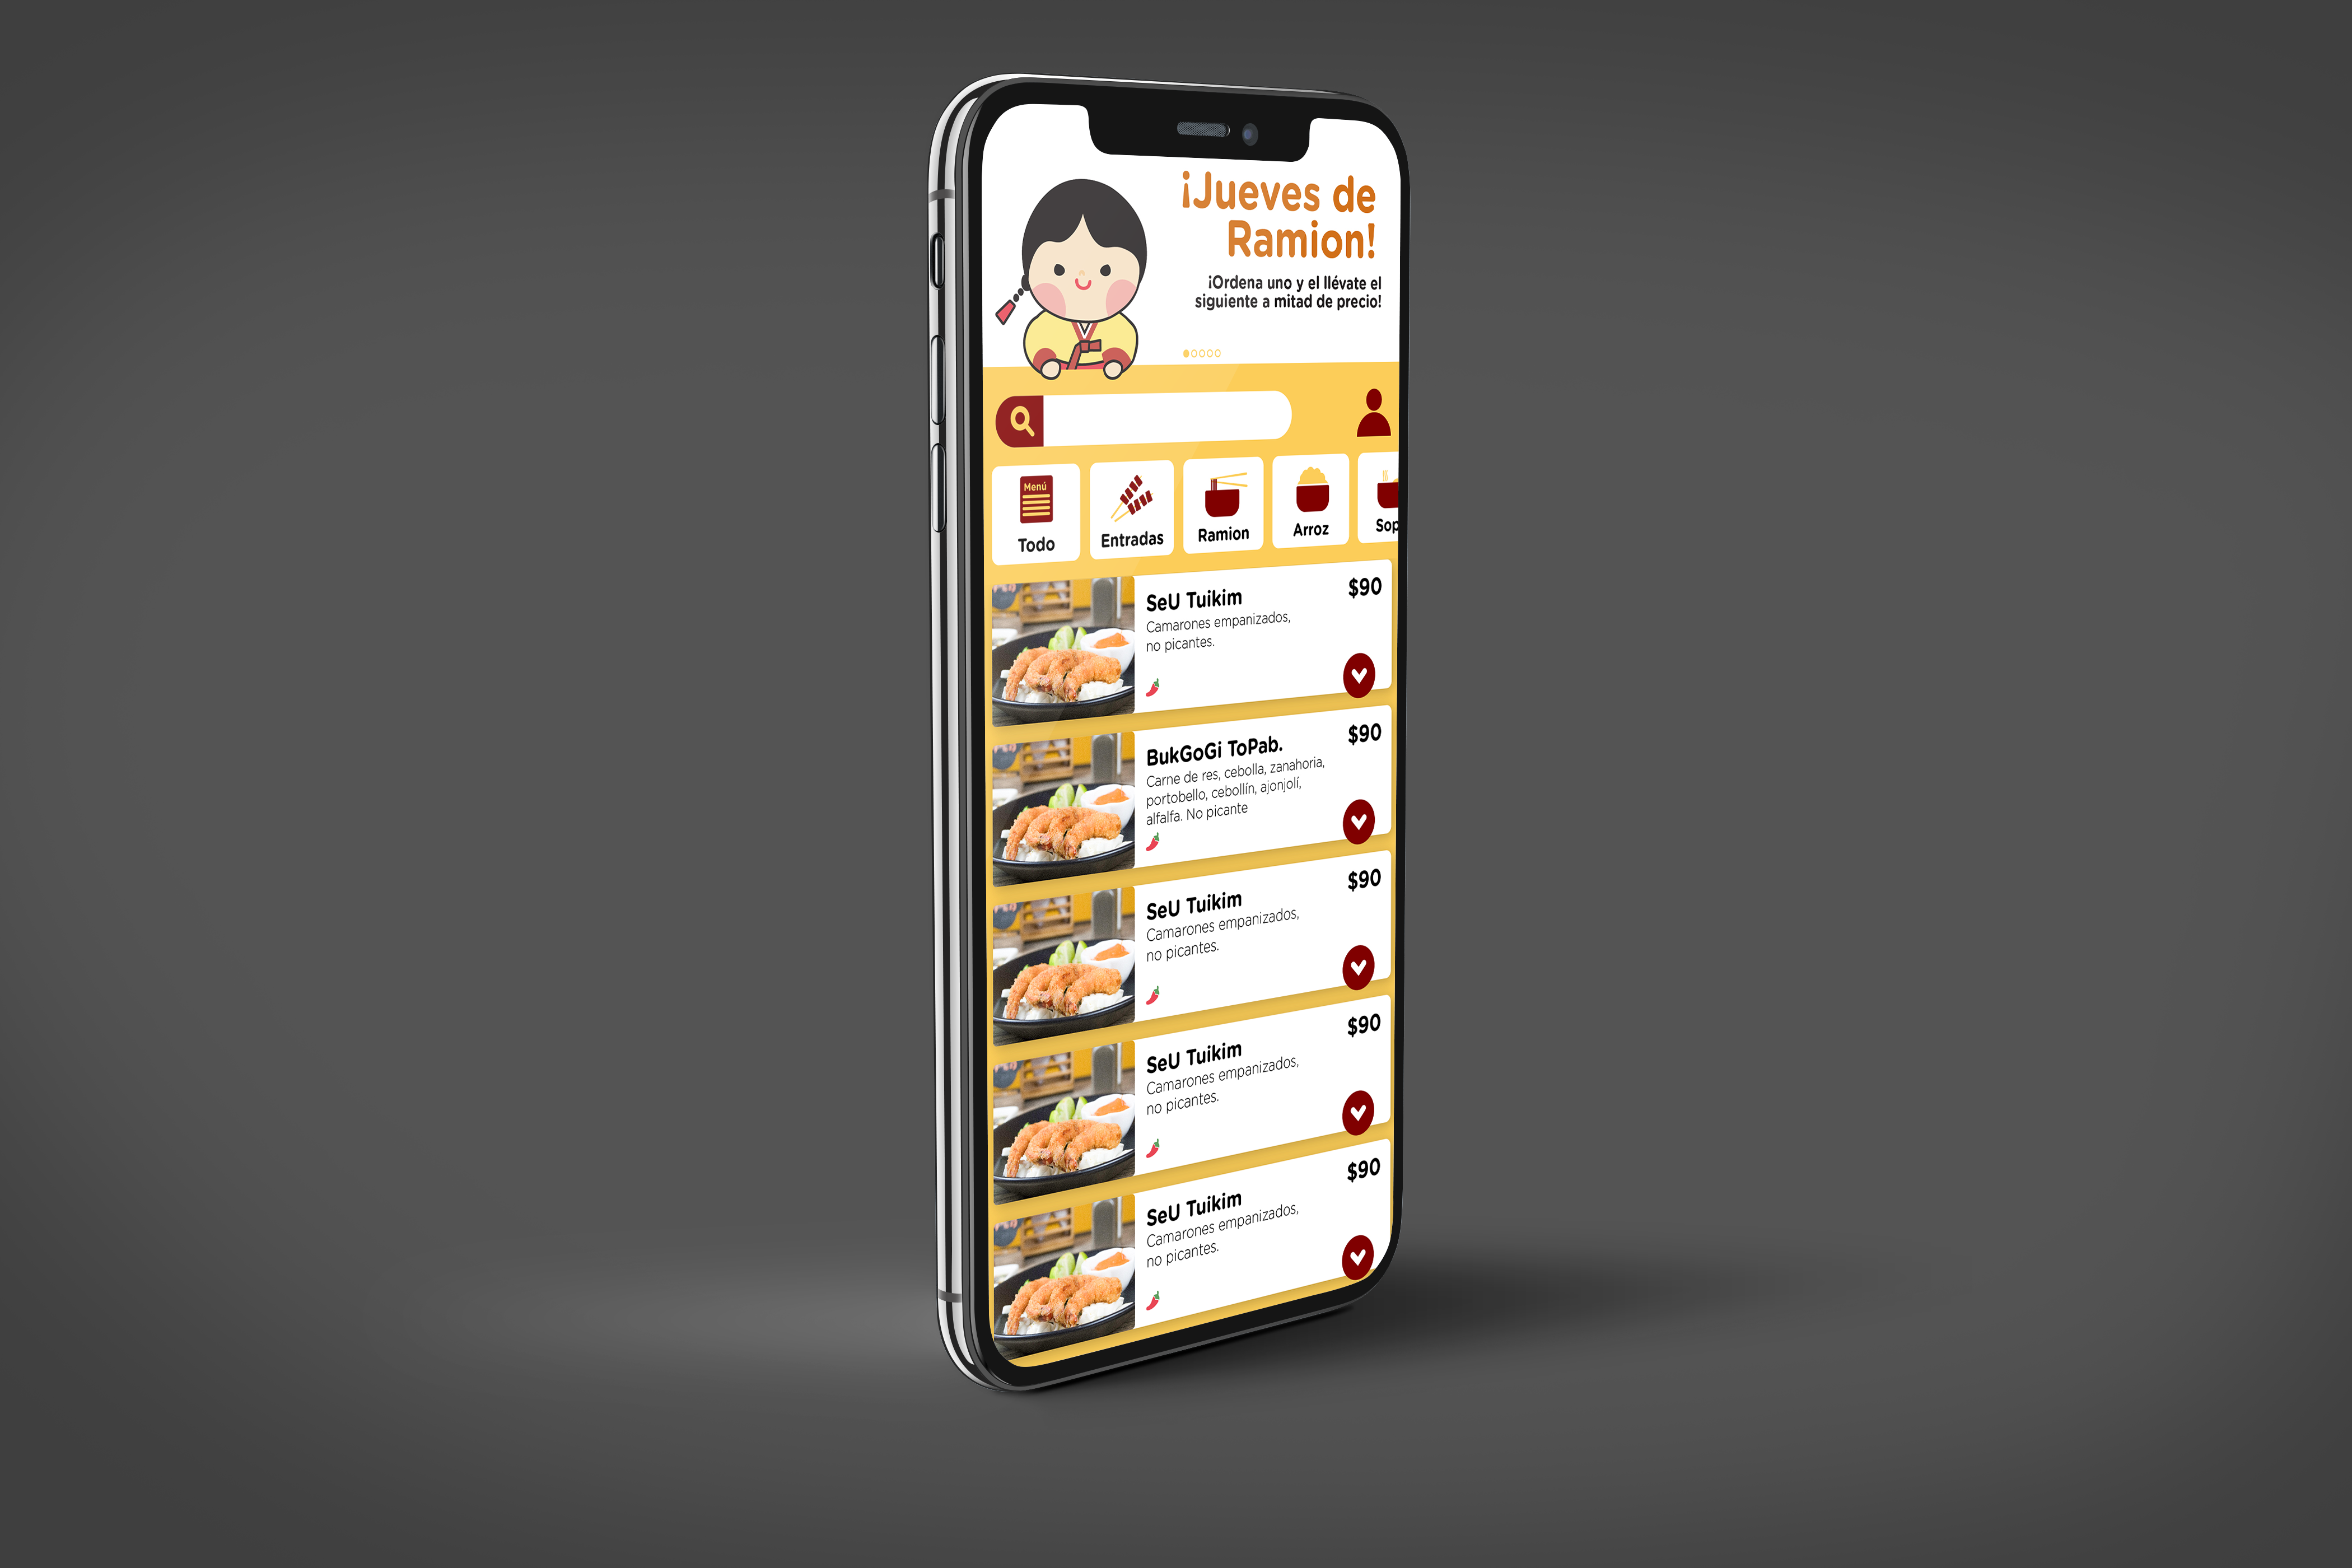 ¡Jueves de
Ramion!
¡Ordena uno y el llévate el
siguiente a mitad de precio!
Menú
Todo
Entradas
Ramion
Arroz
Sop
SeU Tuikim
$90
Camarones empanizados,
no picantes.
BukGoGi ToPab.
$90
Carne de res, cebolla, zanahoria,
portobello, cebollín, ajonjolí,
alfalfa. No picante
SeU Tuikim
$90
Camarones empanizados,
no picantes.
SeU Tuikim
$90
Camarones empanizados,
no picantes.
SeU Tuikim
$90
Camarones empanizados,
no picantes.